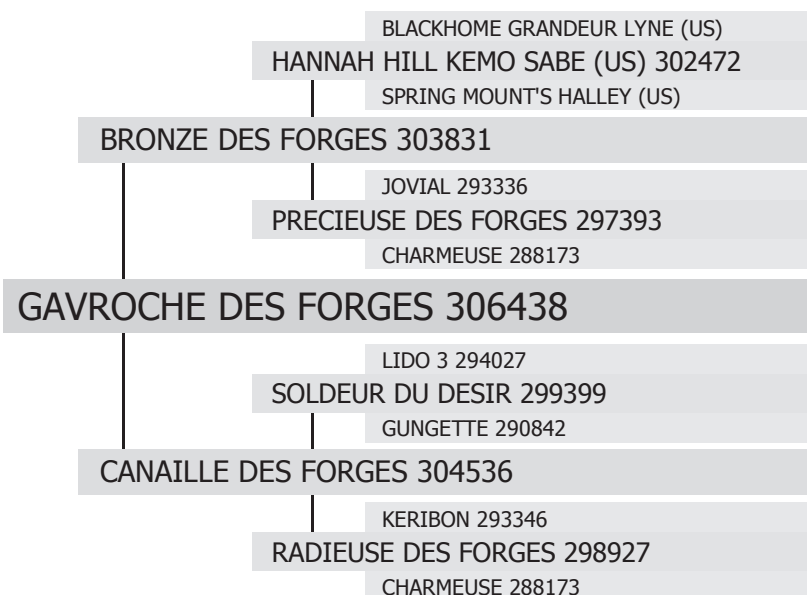 BLACKHOME GRANDEUR LYNE (US)
HANNAH HILL KEMO SABE (US) 302472
SPRING MOUNT'S HALLEY (US)
BRONZE DES FORGES 303831
JOVIAL 293336
PRECIEUSE DES FORGES 297393
CHARMEUSE 288173
GAVROCHE DES FORGES 306438
LIDO 3 294027
SOLDEUR DU DESIR 299399
GUNGETTE 290842
CANAILLE DES FORGES 304536
KERIBON 293346
RADIEUSE DES FORGES 298927
CHARMEUSE 288173